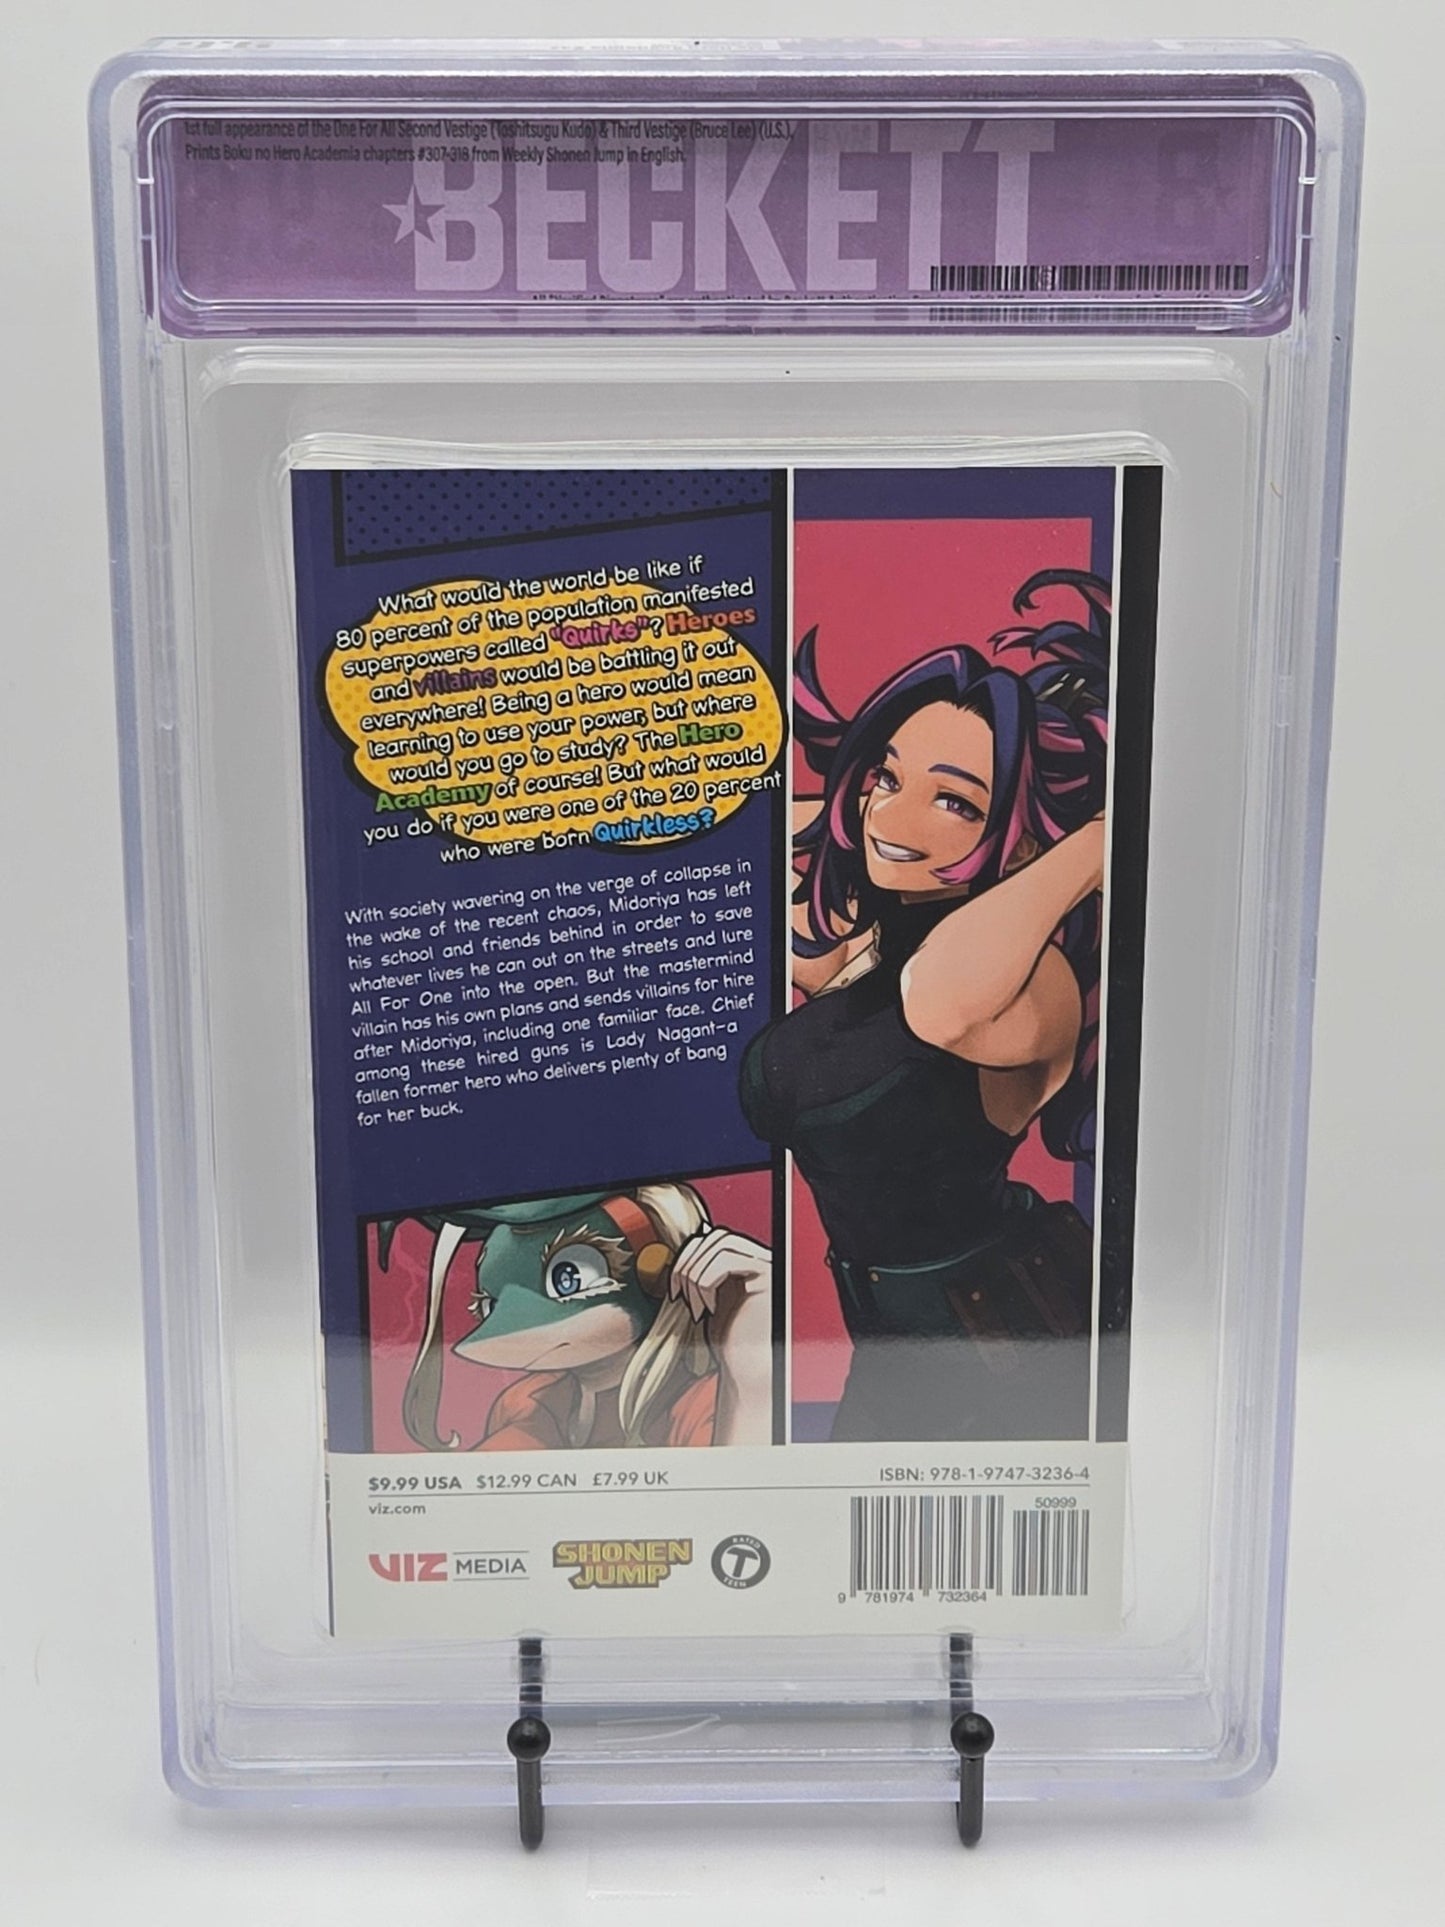 1st full appearance of the One For All Second Vestige (Toshitsugu Kudo) & Third Vestige (Bruce Lee) (U.S.).
Prints Boku no Hero Academia chapters #307-318 from Weekly Shonen Jump in English.
BECKETT
What would the world be like if
80 percent of the population manifested
superpowers called "Quirks"? Heroes
and villains would be battling it out
everywhere! Being a hero would mean
learning to use your power, but where
would you go to study? The Hero
Academy of course! But what would
you do if you were one of the 20 percent
who were born Quirkless?
With society wavering on the verge of collapse in
the wake of the recent chaos, Midoriya has left
his school and friends behind in order to save
whatever lives he can out on the streets and lure
All For One into the open. But the mastermind
villain has his own plans and sends villains for hire
after Midoriya, including one familiar face. Chief
among these hired guns is Lady Nagant–a
fallen former hero who delivers plenty of bang
for her buck.
$9.99 USA $12.99 CAN £7.99 UK
viz.com
VIZ MEDIA
SHONEN
JUMP
RATED
T
TEEN
ISBN: 978-1-9747-3236-4
50999
9 781974 732364